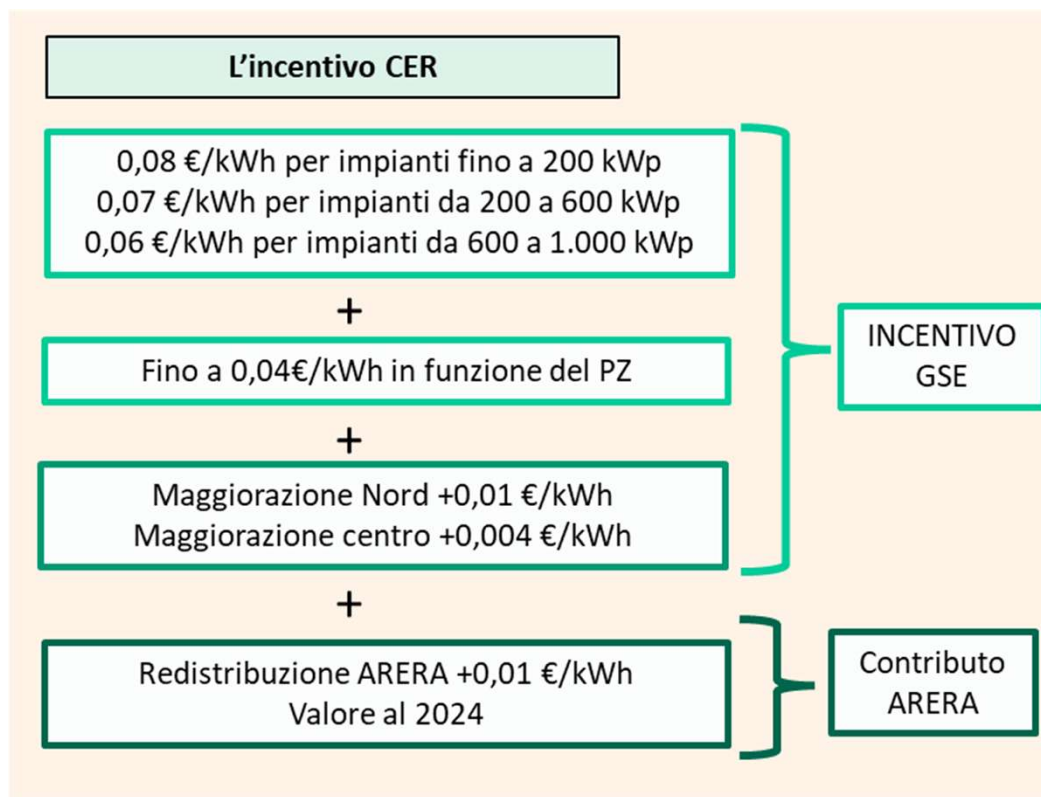 L'incentivo CER
0,08 €/kWh per impianti fino a 200 kWp
0,07 €/kWh per impianti da 200 a 600 kWp
0,06 €/kWh per impianti da 600 a 1.000 kWp
+
Fino a 0,04€/kWh in funzione del PZ
+
Maggiorazione Nord +0,01 €/kWh
Maggiorazione centro +0,004 €/kWh
INCENTIVO
GSE
+
Redistribuzione ARERA +0,01 €/kWh
Valore al 2024
Contributo
ARERA